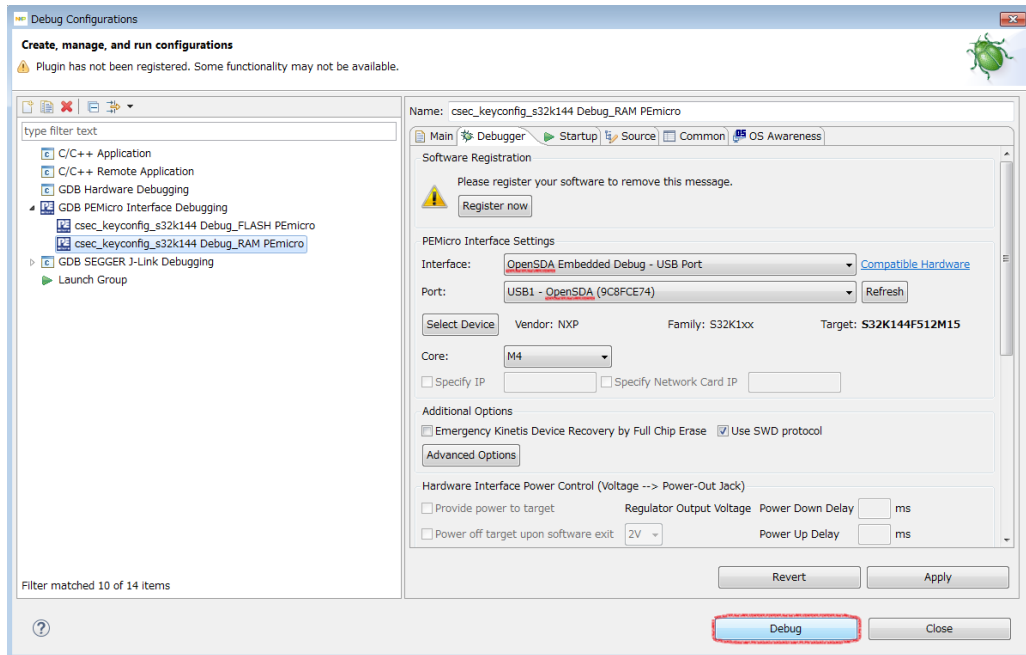 Debug Configurations
Create, manage, and run configurations
Plugin has not been registered. Some functionality may not be available.
type filter text
C/C++ Application
C/C++ Remote Application
GDB Hardware Debugging
GDB PEMicro Interface Debugging
csec_keyconfig_s32k144 Debug_FLASH PEmicro
csec_keyconfig_s32k144 Debug_RAM PEmicro
GDB SEGGER J-Link Debugging
Launch Group
Filter matched 10 of 14 items
Name: csec_keyconfig_s32k144 Debug_RAM PEmicro
Main Debugger Startup Source Common OS Awareness
Software Registration
Please register your software to remove this message.
Register now
PEMicro Interface Settings
Interface: OpenSDA Embedded Debug - USB Port Compatible Hardware
Port: USB1 - OpenSDA (9C8FCE74) Refresh
Select Device Vendor: NXP Family: S32K1xx Target: S32K144F512M15
Core: M4
Specify IP Specify Network Card IP
Additional Options
Emergency Kinetis Device Recovery by Full Chip Erase Use SWD protocol
Advanced Options
Hardware Interface Power Control (Voltage --> Power-Out Jack)
Provide power to target Regulator Output Voltage Power Down Delay ms
Power off target upon software exit 2V Power Up Delay ms
Revert Apply
Debug Close